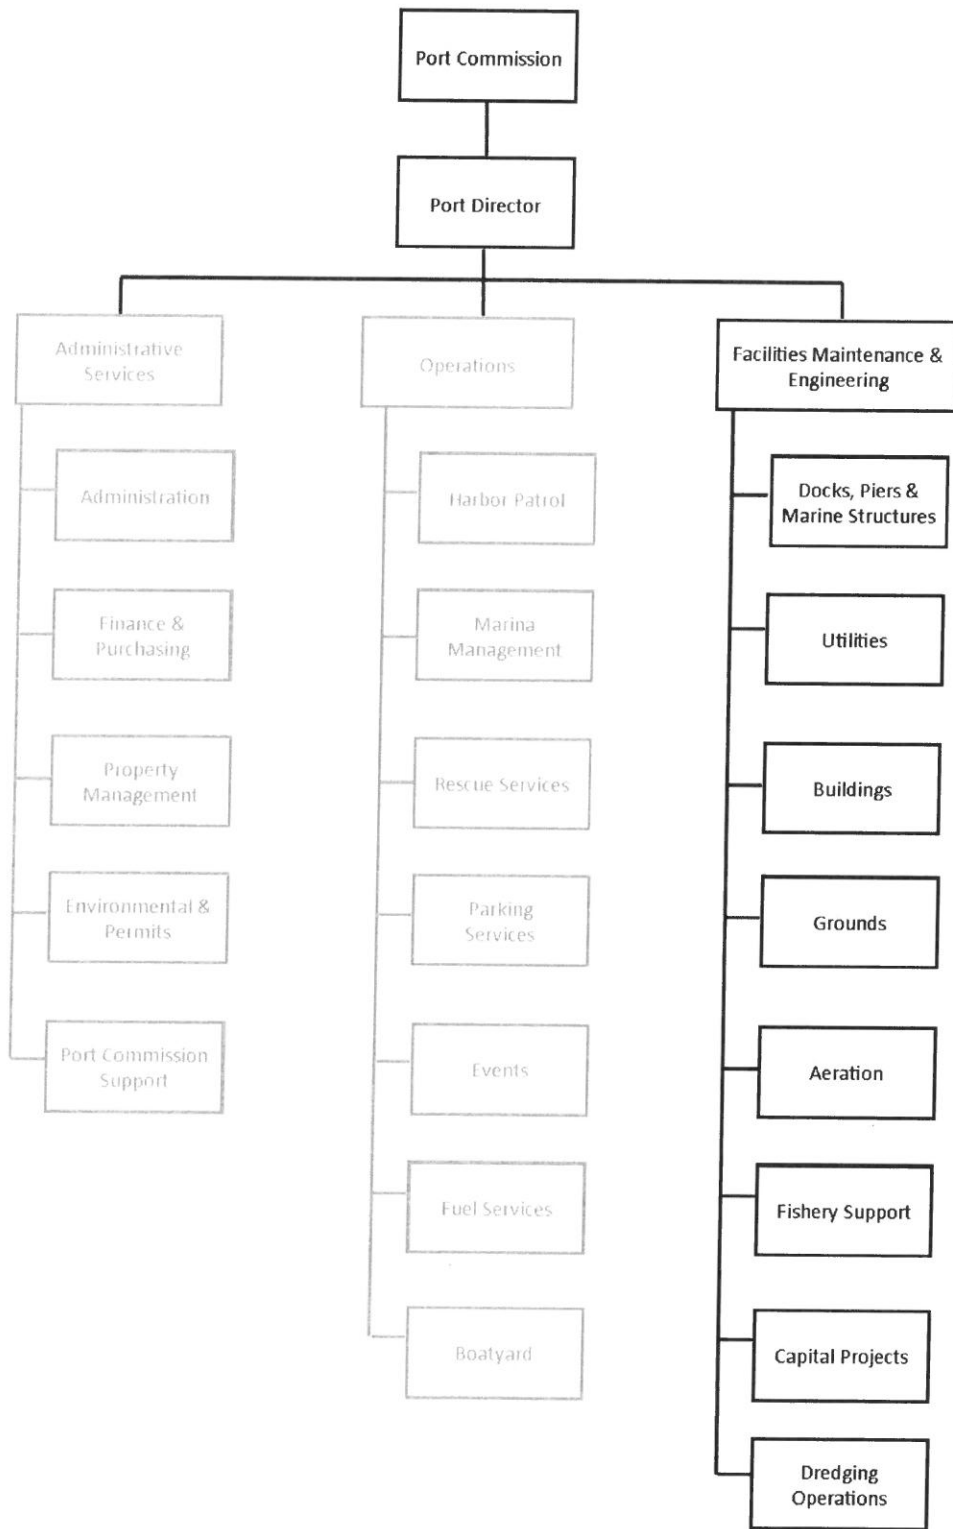 Port Commission
Port Director
Administrative
Services
Administration
Finance &
Purchasing
Property
Management
Environmental &
Permits
Port Commission
Support
Operations
Harbor Patrol
Marina
Management
Rescue Services
Parking
Services
Events
Fuel Services
Boatyard
Facilities Maintenance &
Engineering
Docks, Piers &
Marine Structures
Utilities
Buildings
Grounds
Aeration
Fishery Support
Capital Projects
Dredging
Operations